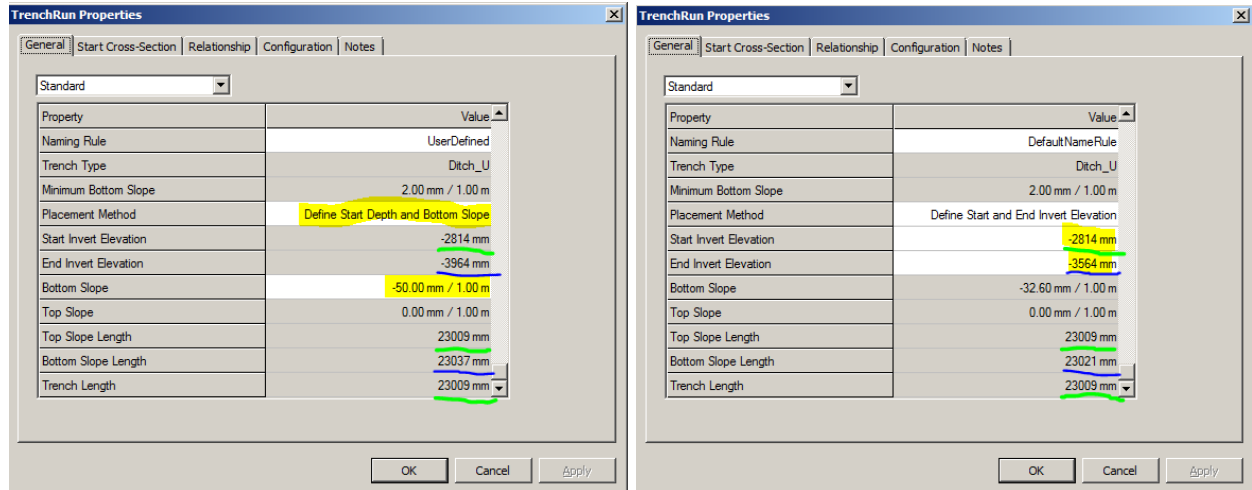 TrenchRun Properties
General Start Cross-Section Relationship Configuration Notes
Standard
Property Value
Naming Rule UserDefined
Trench Type Ditch_U
Minimum Bottom Slope 2.00 mm / 1.00 m
Placement Method Define Start Depth and Bottom Slope
Start Invert Elevation -2814 mm
End Invert Elevation -3964 mm
Bottom Slope -50.00 mm / 1.00 m
Top Slope 0.00 mm / 1.00 m
Top Slope Length 23009 mm
Bottom Slope Length 23037 mm
Trench Length 23009 mm
OK Cancel Apply
TrenchRun Properties
General Start Cross-Section Relationship Configuration Notes
Standard
Property Value
Naming Rule DefaultNameRule
Trench Type Ditch_U
Minimum Bottom Slope 2.00 mm / 1.00 m
Placement Method Define Start and End Invert Elevation
Start Invert Elevation -2814 mm
End Invert Elevation -3564 mm
Bottom Slope -32.60 mm / 1.00 m
Top Slope 0.00 mm / 1.00 m
Top Slope Length 23009 mm
Bottom Slope Length 23021 mm
Trench Length 23009 mm
OK Cancel Apply